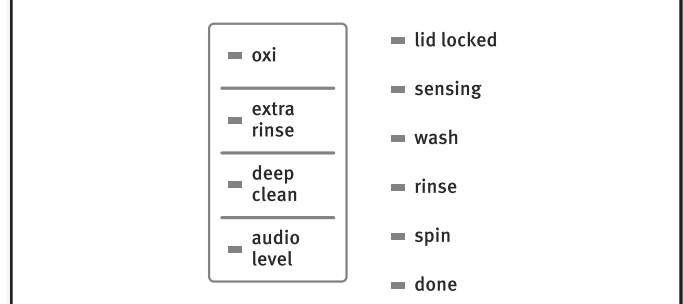 oxi
extra
rinse
deep
clean
audio
level
lid locked
sensing
wash
rinse
spin
done